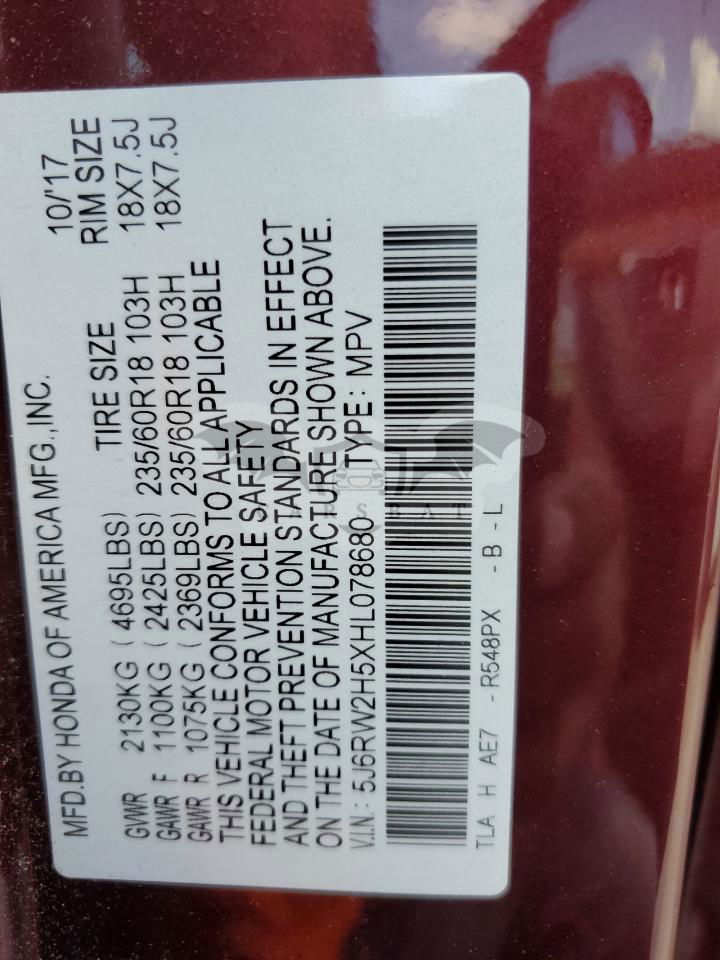 MFD.BY HONDA OF AMERICA MFG.,INC. 10/'17
GVWR 2130KG ( 4695LBS) TIRE SIZE RIM SIZE
GAWR F 1100KG ( 2425LBS) 235/60R18 103H 18X7.5J
GAWR R 1075KG ( 2369LBS) 235/60R18 103H 18X7.5J
THIS VEHICLE CONFORMS TO ALL APPLICABLE
FEDERAL MOTOR VEHICLE SAFETY
AND THEFT PREVENTION STANDARDS IN EFFECT
ON THE DATE OF MANUFACTURE SHOWN ABOVE.
V.I.N.: 5J6RW2H5XHL078680 TYPE: MPV
TLA H AE7 - R548PX - B - L